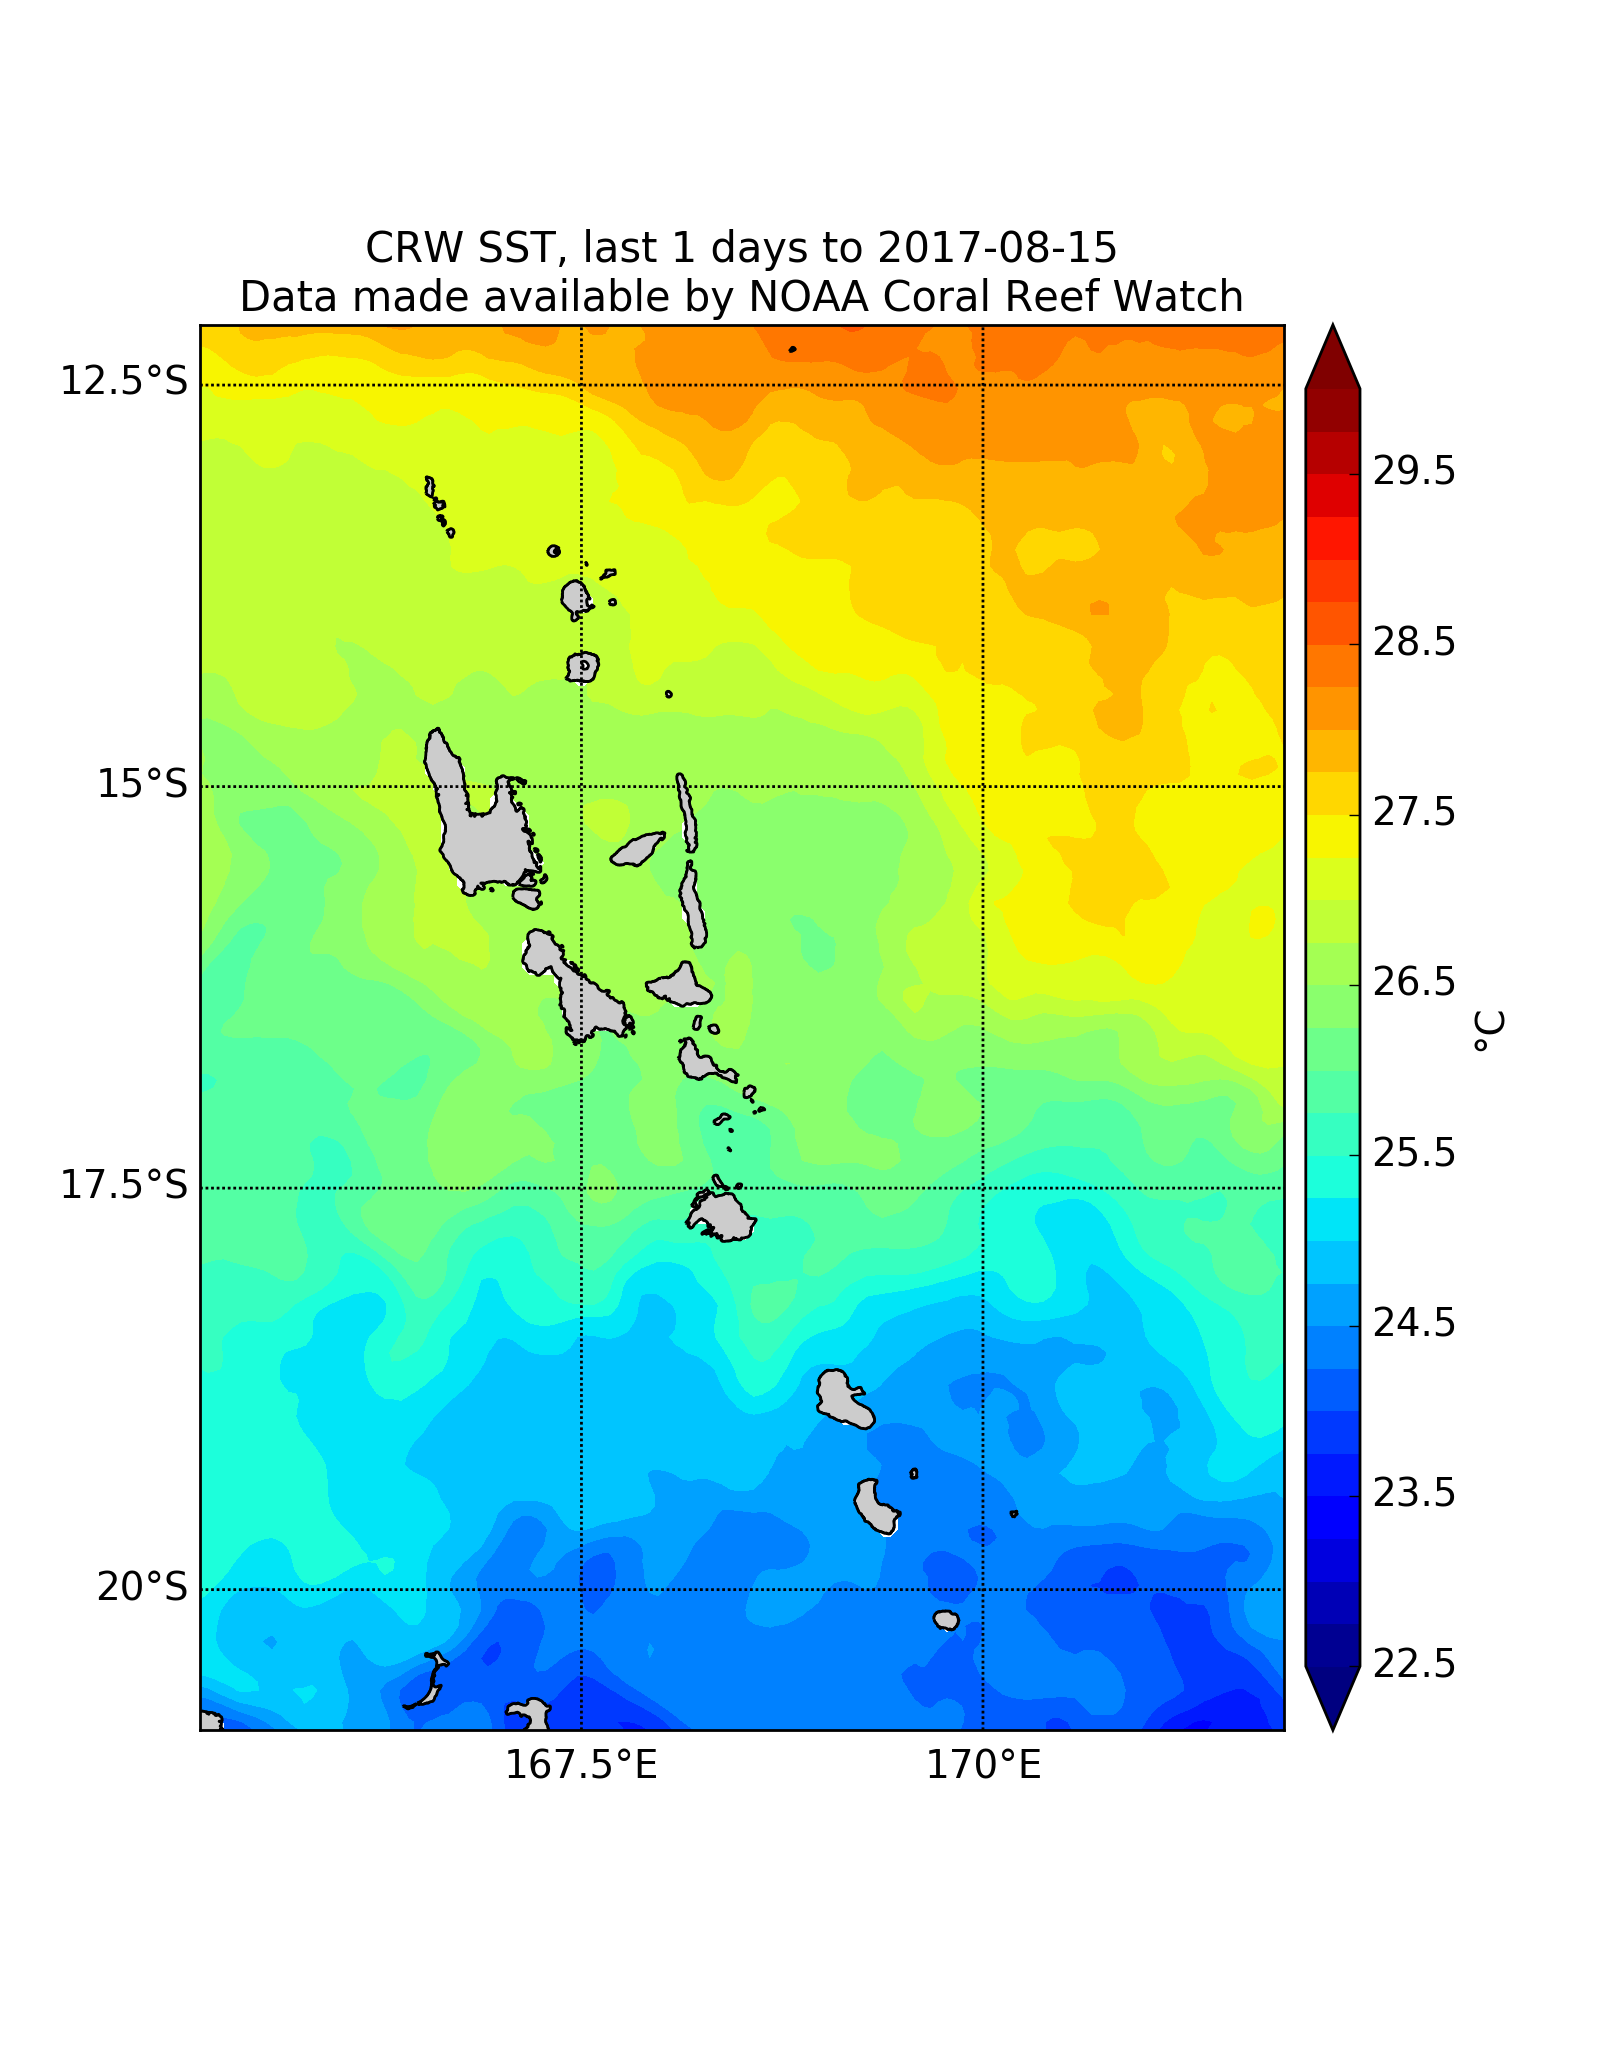 CRW SST, last 1 days to 2017-08-15
Data made available by NOAA Coral Reef Watch
12.5°S
15°S
17.5°S
20°S
167.5°E
170°E
29.5
28.5
27.5
26.5
25.5
24.5
23.5
22.5
°C